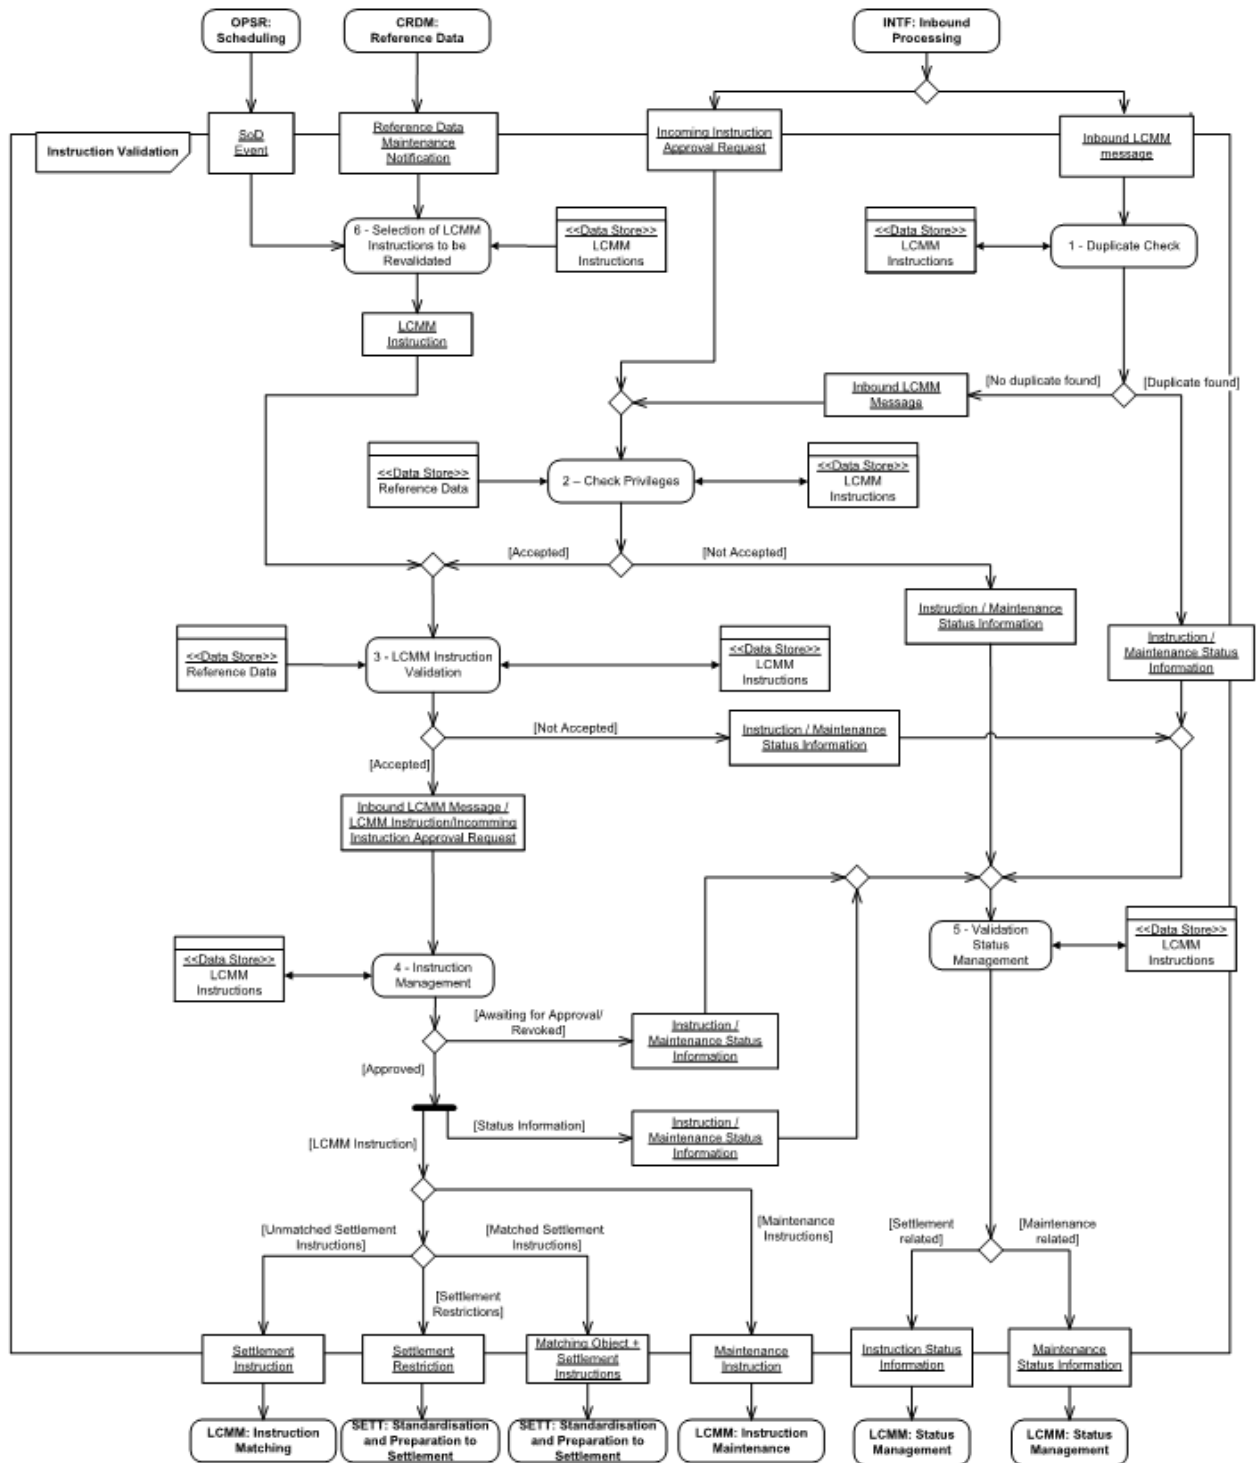 OPSR:
Scheduling
CRDM:
Reference Data
INTF: Inbound
Processing
Instruction Validation
SoD
Event
Reference Data
Maintenance
Notification
Incoming Instruction
Approval Request
Inbound LCMM
message
6 - Selection of LCMM
Instructions to be
Revalidated
<<Data Store>>
LCMM
Instructions
<<Data Store>>
LCMM
Instructions
1 - Duplicate Check
LCMM
Instruction
Inbound LCMM
Message
[No duplicate found]
[Duplicate found]
<<Data Store>>
Reference Data
2 – Check Privileges
<<Data Store>>
LCMM
Instructions
[Accepted]
[Not Accepted]
Instruction / Maintenance
Status Information
<<Data Store>>
Reference Data
3 - LCMM Instruction
Validation
<<Data Store>>
LCMM
Instructions
Instruction /
Maintenance Status
Information
[Not Accepted]
Instruction / Maintenance
Status Information
[Accepted]
Inbound LCMM Message /
LCMM Instruction/Incomming
Instruction Approval Request
<<Data Store>>
LCMM
Instructions
4 - Instruction
Management
5 - Validation
Status
Management
<<Data Store>>
LCMM
Instructions
[Awaiting for Approval/
Revoked]
Instruction /
Maintenance Status
Information
[Approved]
[Status Information]
Instruction /
Maintenance Status
Information
[LCMM Instruction]
[Unmatched Settlement
Instructions]
[Matched Settlement
Instructions]
[Maintenance
Instructions]
[Settlement
related]
[Maintenance
related]
[Settlement
Restrictions]
Settlement
Instruction
Settlement
Restriction
Matching Object +
Settlement
Instructions
Maintenance
Instruction
Instruction Status
Information
Maintenance
Status Information
LCMM: Instruction
Matching
SETT: Standardisation
and Preparation to
Settlement
SETT: Standardisation
and Preparation to
Settlement
LCMM: Instruction
Maintenance
LCMM: Status
Management
LCMM: Status
Management